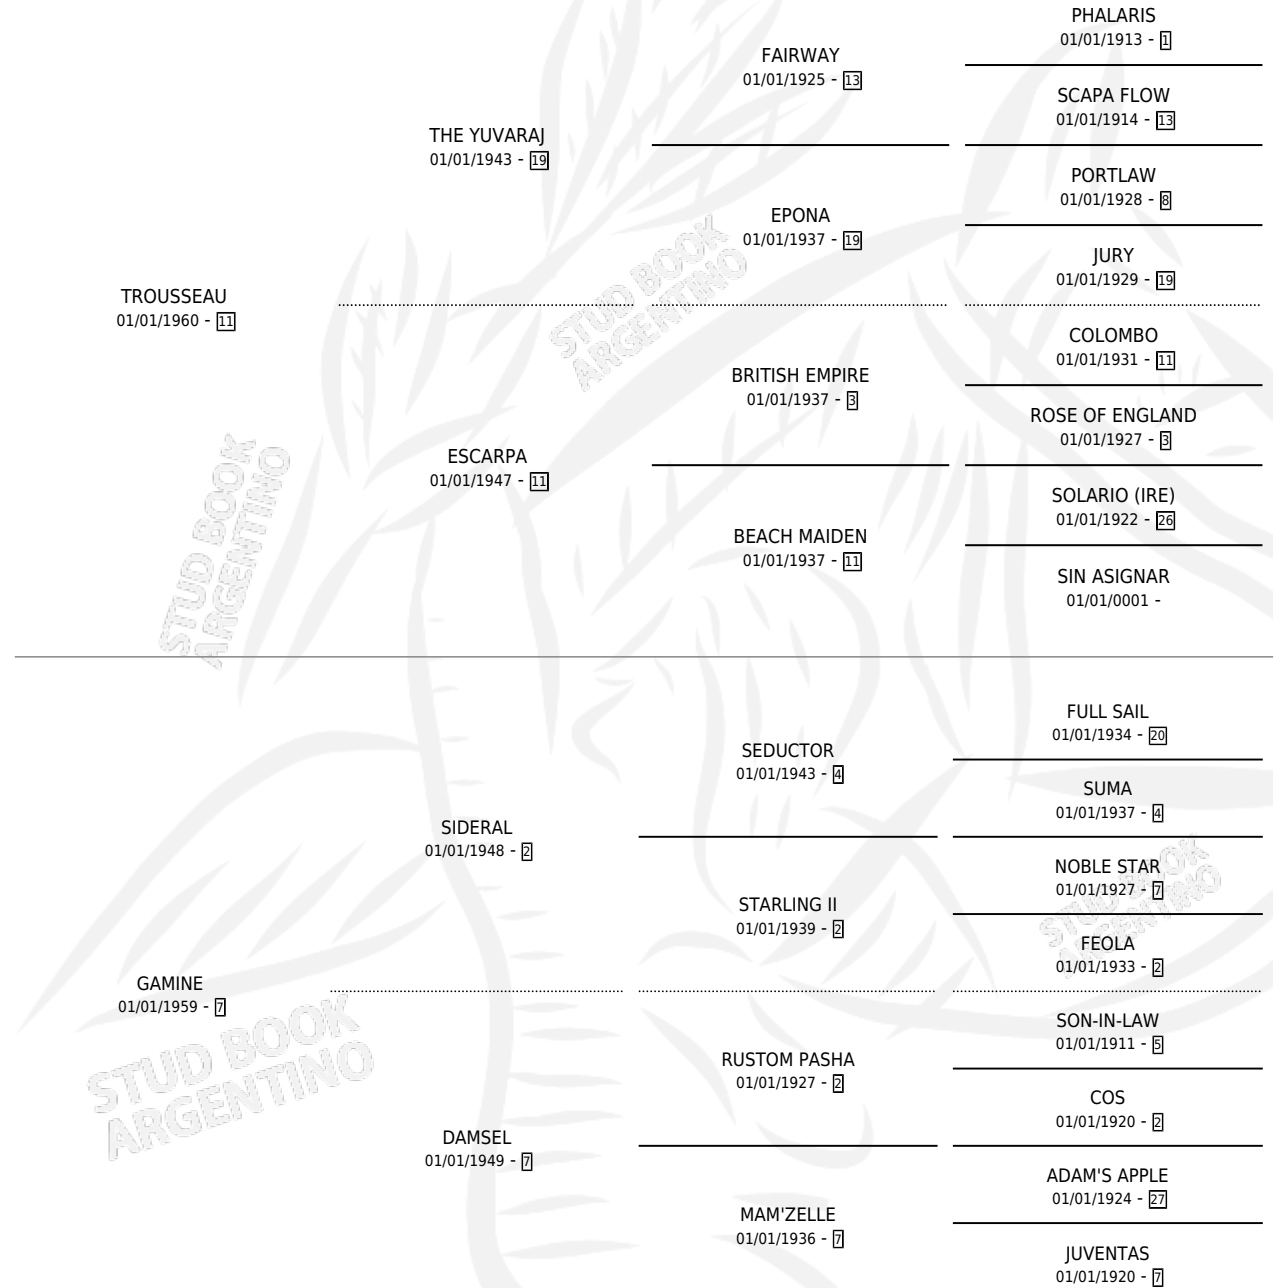 PHALARIS
01/01/1913 - 1
FAIRWAY
01/01/1925 - 13
SCAPA FLOW
01/01/1914 - 13
THE YUVARAJ
01/01/1943 - 19
PORTLAW
01/01/1928 - 8
EPONA
01/01/1937 - 19
JURY
01/01/1929 - 19
TROUSSEAU
01/01/1960 - 11
STUD BOOK
ARGENTINO
COLOMBO
01/01/1931 - 11
BRITISH EMPIRE
01/01/1937 - 3
ROSE OF ENGLAND
01/01/1927 - 3
ESCARPA
01/01/1947 - 11
SOLARIO (IRE)
01/01/1922 - 26
BEACH MAIDEN
01/01/1937 - 11
SIN ASIGNAR
01/01/0001 -
STUD BOOK
ARGENTINO
FULL SAIL
01/01/1934 - 20
SEDUCTOR
01/01/1943 - 4
SUMA
01/01/1937 - 4
SIDERAL
01/01/1948 - 2
NOBLE STAR
01/01/1927 - 7
STARLING II
01/01/1939 - 2
STUD BOOK
ARGENTINO
FEOLA
01/01/1933 - 2
GAMINE
01/01/1959 - 7
SON-IN-LAW
01/01/1911 - 5
STUD BOOK
ARGENTINO
RUSTOM PASHA
01/01/1927 - 2
COS
01/01/1920 - 2
DAMSEL
01/01/1949 - 7
ADAM'S APPLE
01/01/1924 - 27
MAM'ZELLE
01/01/1936 - 7
JUVENTAS
01/01/1920 - 7